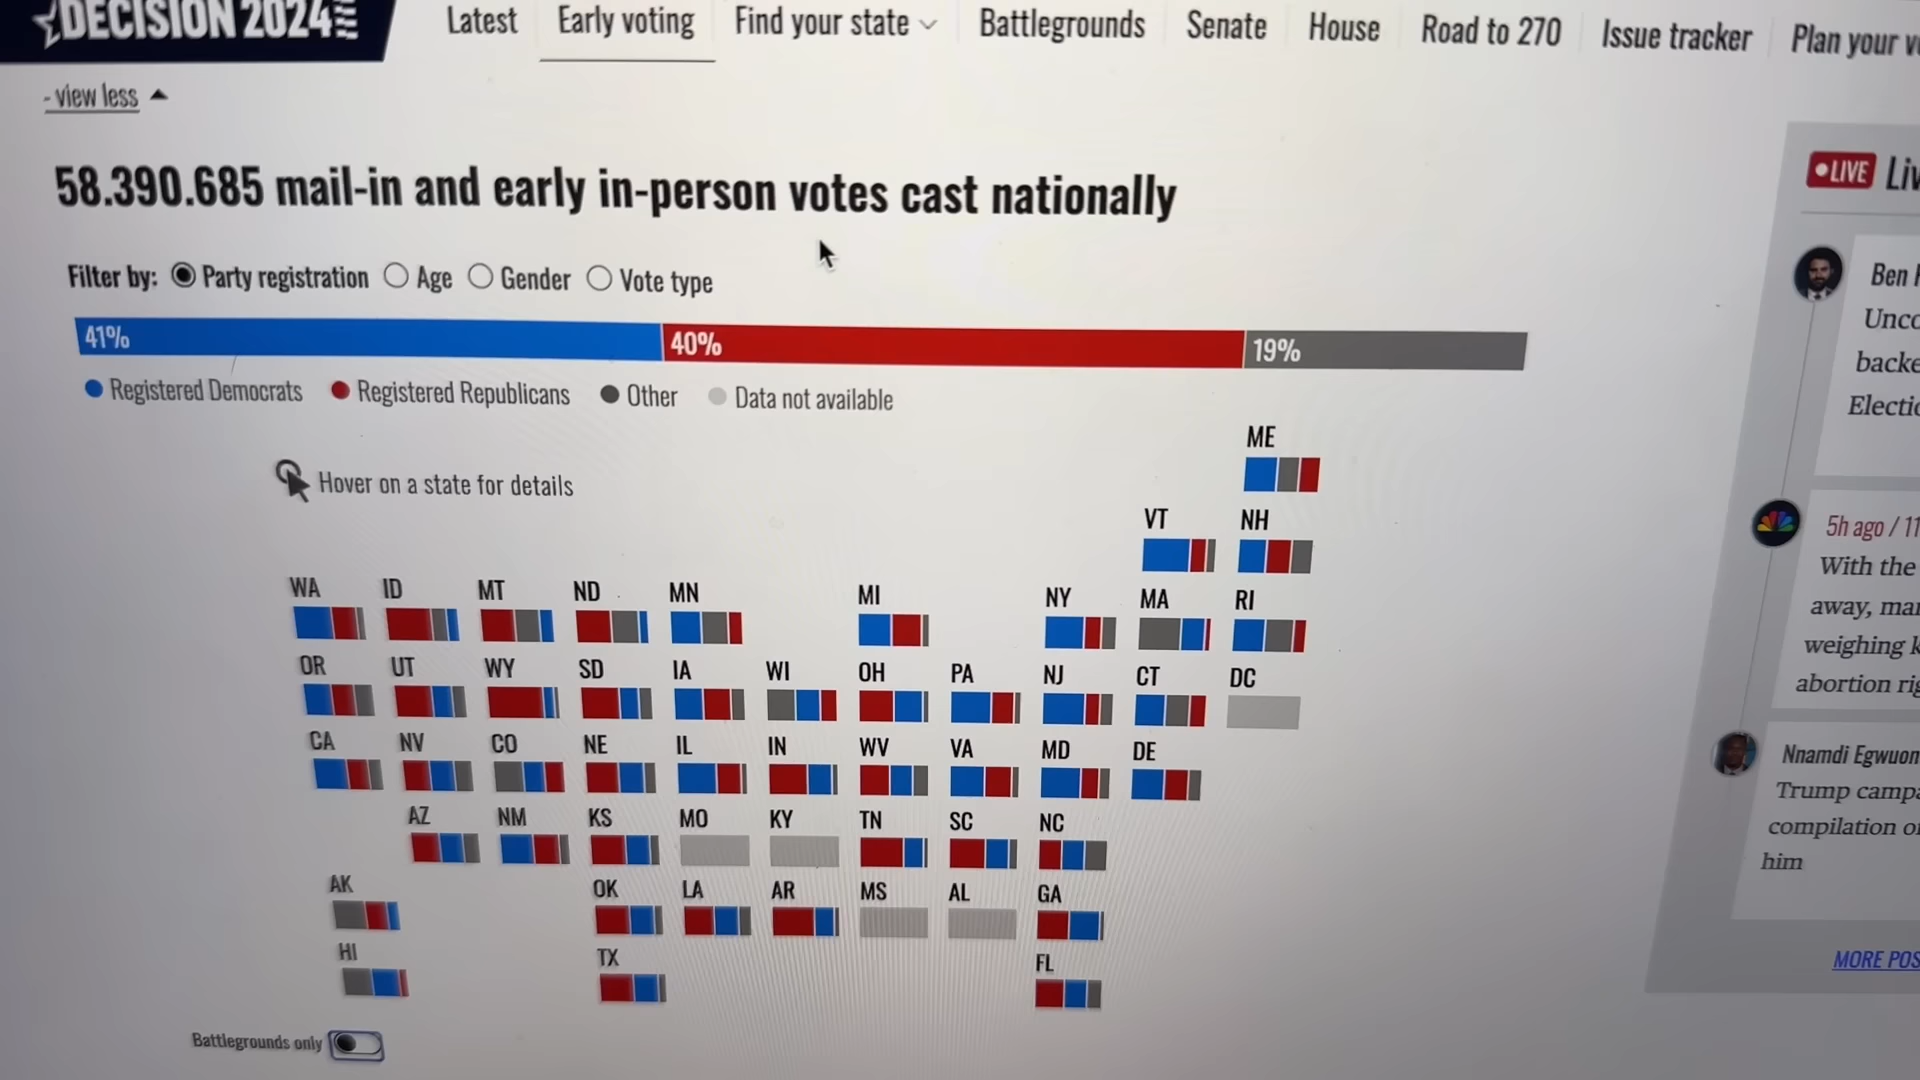 DECISION 2024
Latest
Early voting
Find your state
Battlegrounds
Senate
House
Road to 270
Issue tracker
Plan your
- view less
58.390.685 mail-in and early in-person votes cast nationally
Filter by: Party registration Age Gender Vote type
41% 40% 19%
Registered Democrats Registered Republicans Other Data not available
Hover on a state for details
ME
VT NH
WA ID MT ND MN MI NY MA RI
OR UT WY SD IA WI OH PA NJ CT DC
CA NV CO NE IL IN WV VA MD DE
AZ NM KS MO KY TN SC NC
AK OK LA AR MS AL GA
HI TX FL
Battlegrounds only
LIVE
Ben
5h ago / 11
With the
away,
weighing
abortion
Nnamdi Egwuon
Trump
compilation
him
MORE